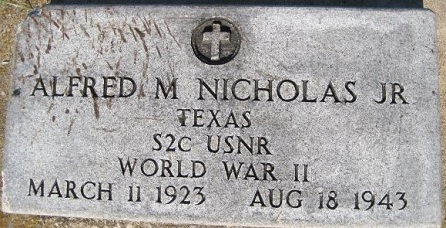 ALFRED M NICHOLAS JR
TEXAS
S2C USNR
WORLD WAR II
MARCH 11 1923 AUG 18 1943